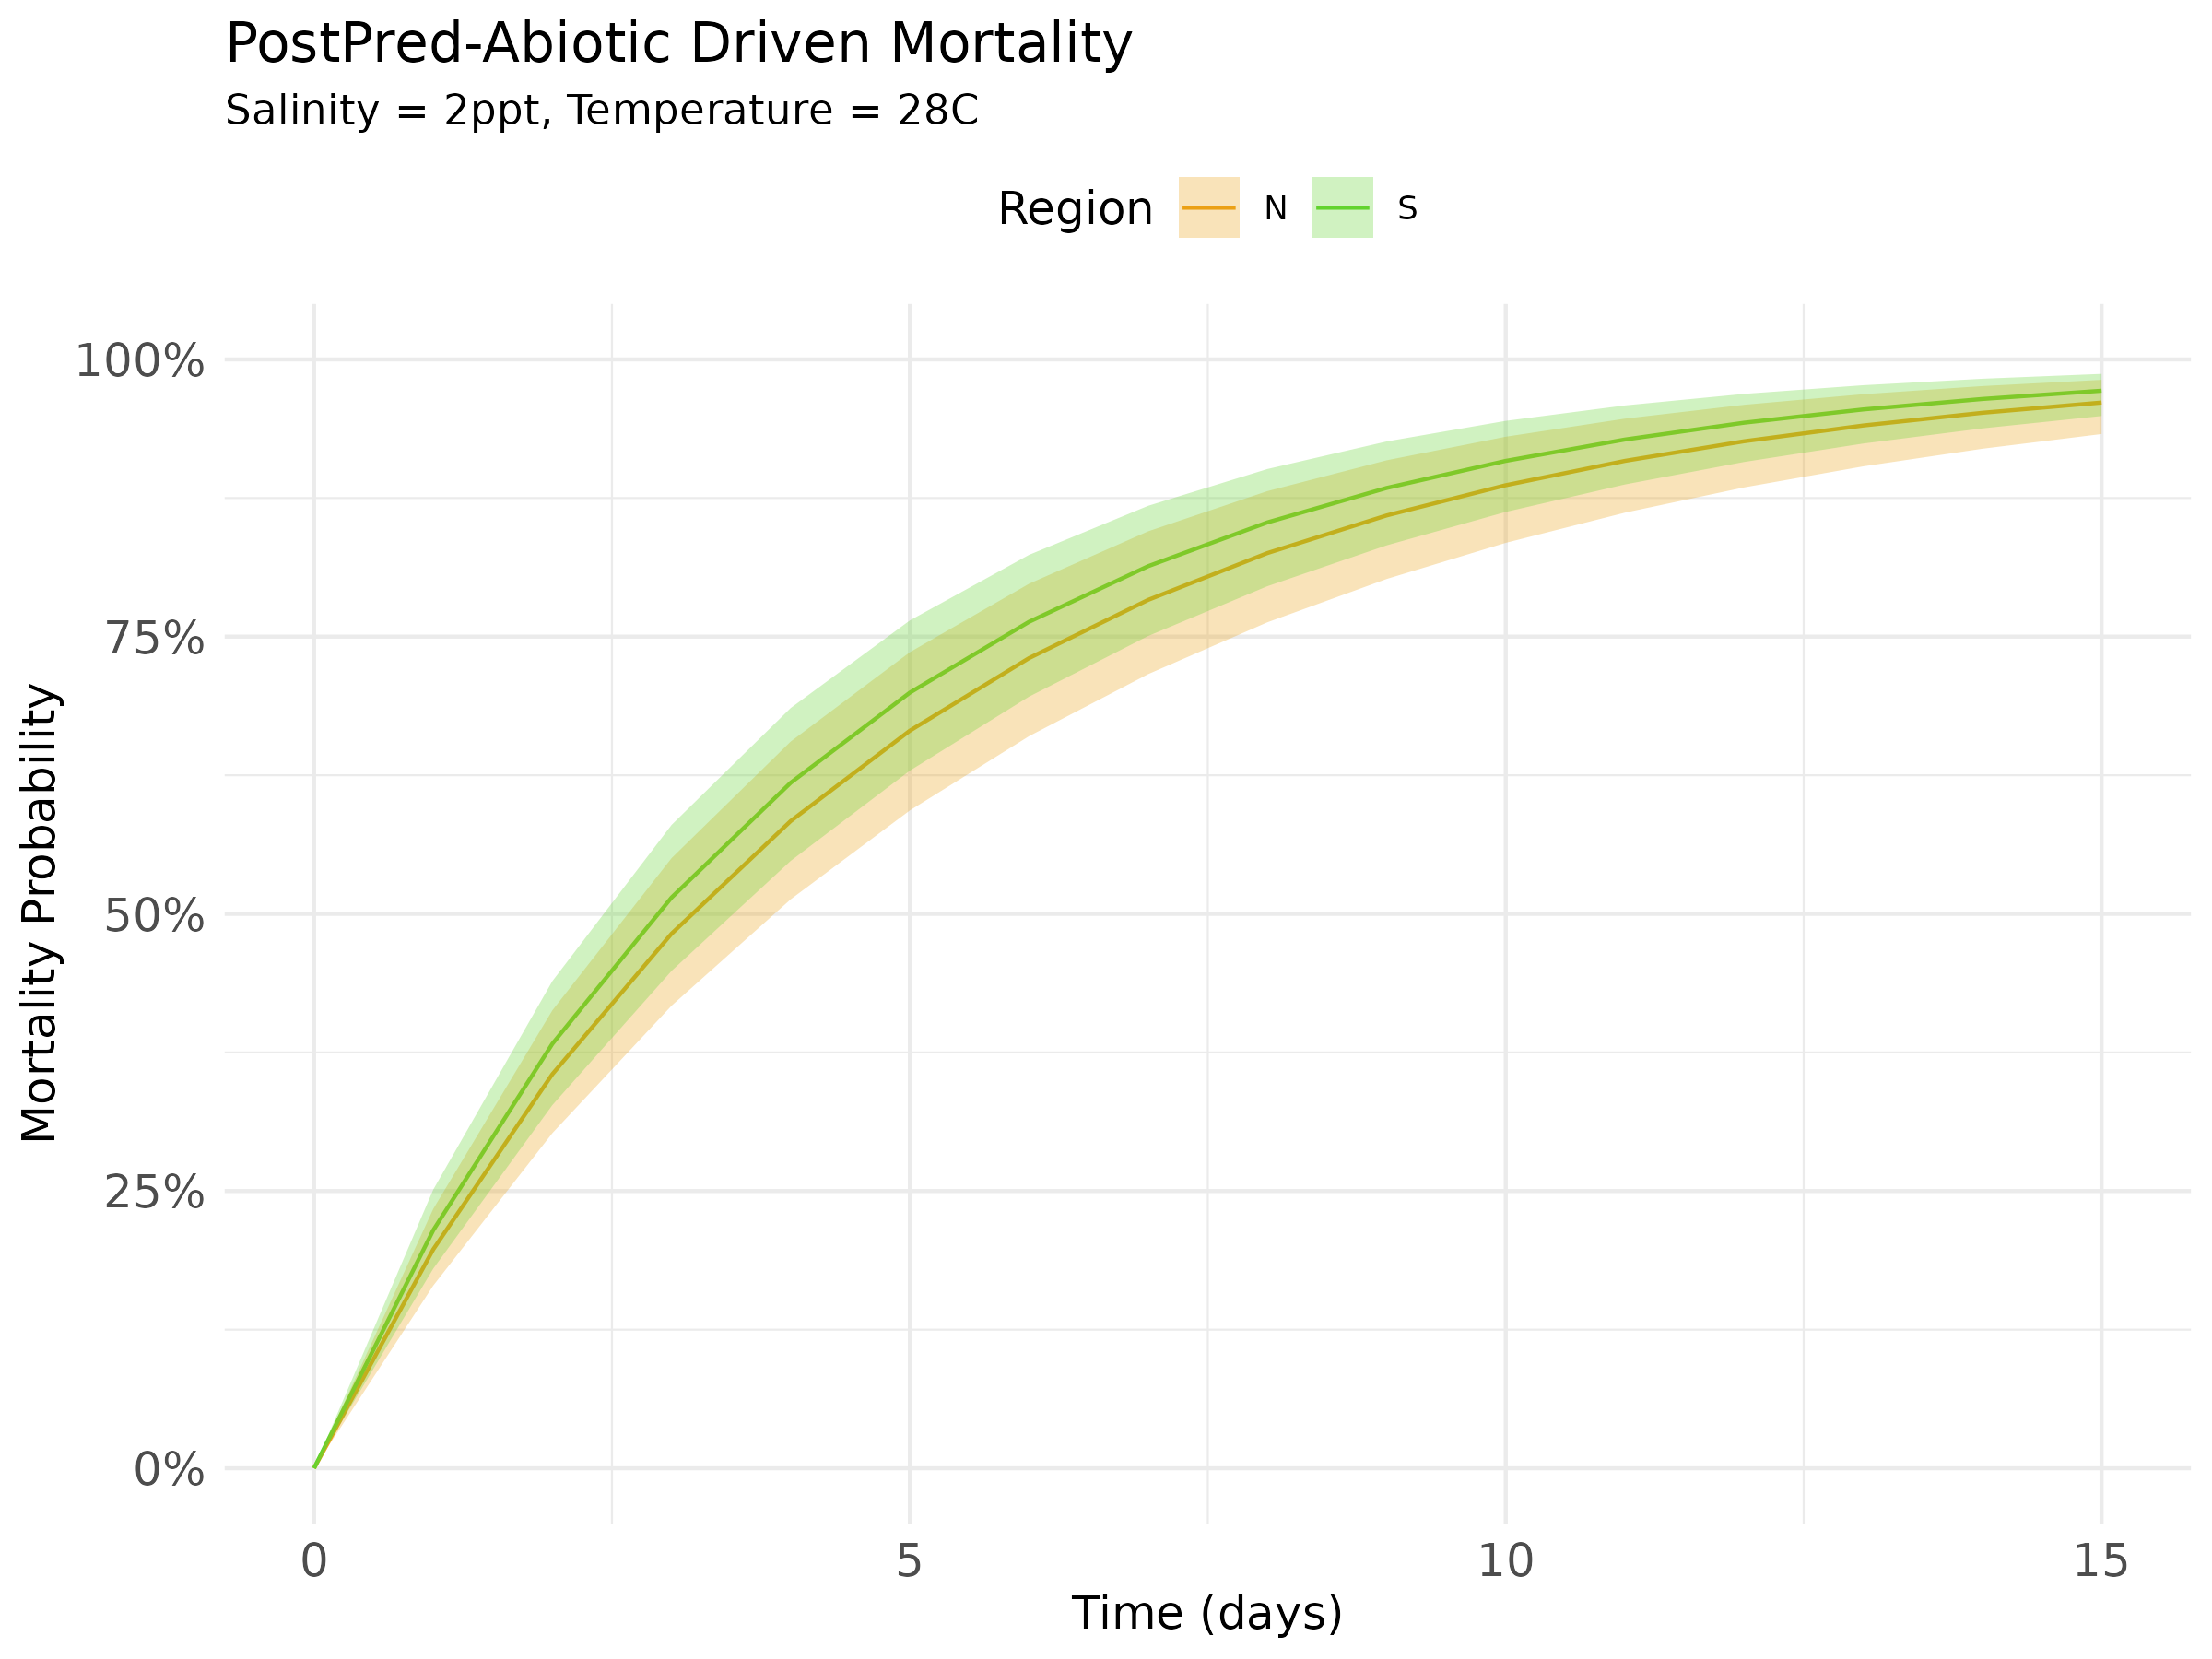 PostPred-Abiotic Driven Mortality
Salinity = 2ppt, Temperature = 28C
Region N S
Mortality Probability
100%
75%
50%
25%
0%
0 5 10 15
Time (days)